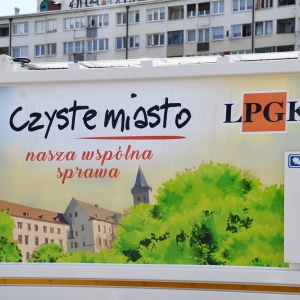 czyste miasto
LPGK
nasza wspólna
sprawa